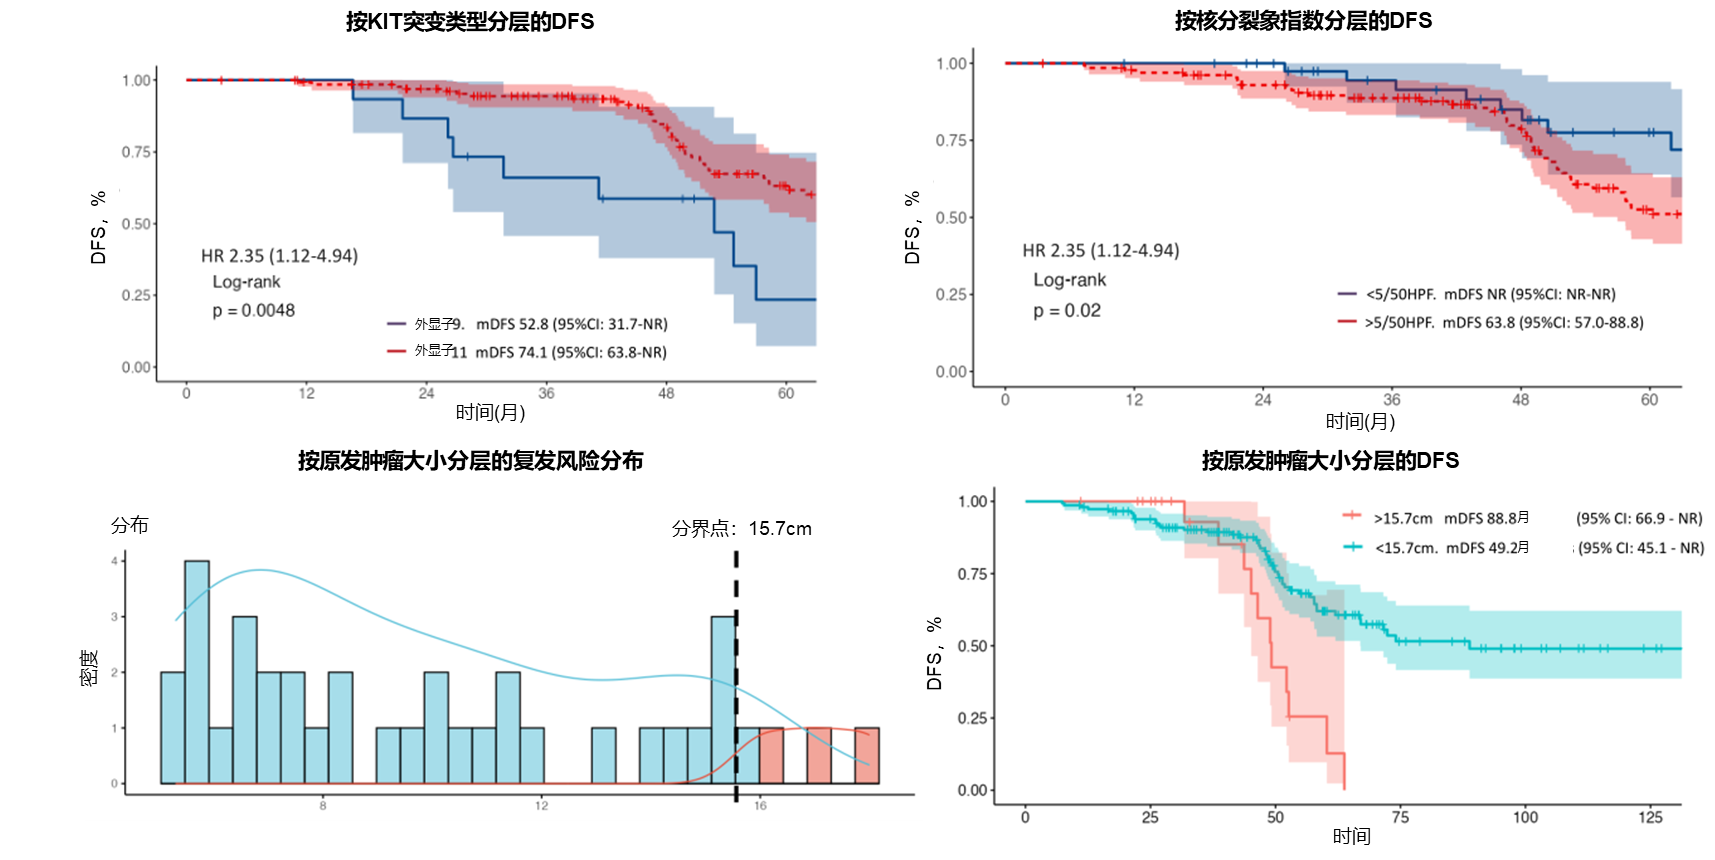 按KIT突变类型分层的DFS
1.00
0.75
0.50
0.25
0.00
DFS，%
HR 2.35 (1.12-4.94)
Log-rank
p = 0.0048
外显子9. mDFS 52.8 (95%CI: 31.7-NR)
外显子11 mDFS 74.1 (95%CI: 63.8-NR)
0 12 24 36 48 60
时间(月)
按核分裂象指数分层的DFS
1.00
0.75
0.50
0.25
0.00
DFS，%
HR 2.35 (1.12-4.94)
Log-rank
p = 0.02
<5/50HPF. mDFS NR (95%CI: NR-NR)
>5/50HPF. mDFS 63.8 (95%CI: 57.0-88.8)
0 12 24 36 48 60
时间(月)
按原发肿瘤大小分层的复发风险分布
分布
分界点：15.7cm
4
3
2
1
0
密度
8 12 16
按原发肿瘤大小分层的DFS
1.00
0.75
0.50
0.25
0.00
DFS，%
>15.7cm mDFS 88.8月 (95% CI: 66.9 - NR)
<15.7cm. mDFS 49.2月 (95% CI: 45.1 - NR)
0 25 50 75 100 125
时间